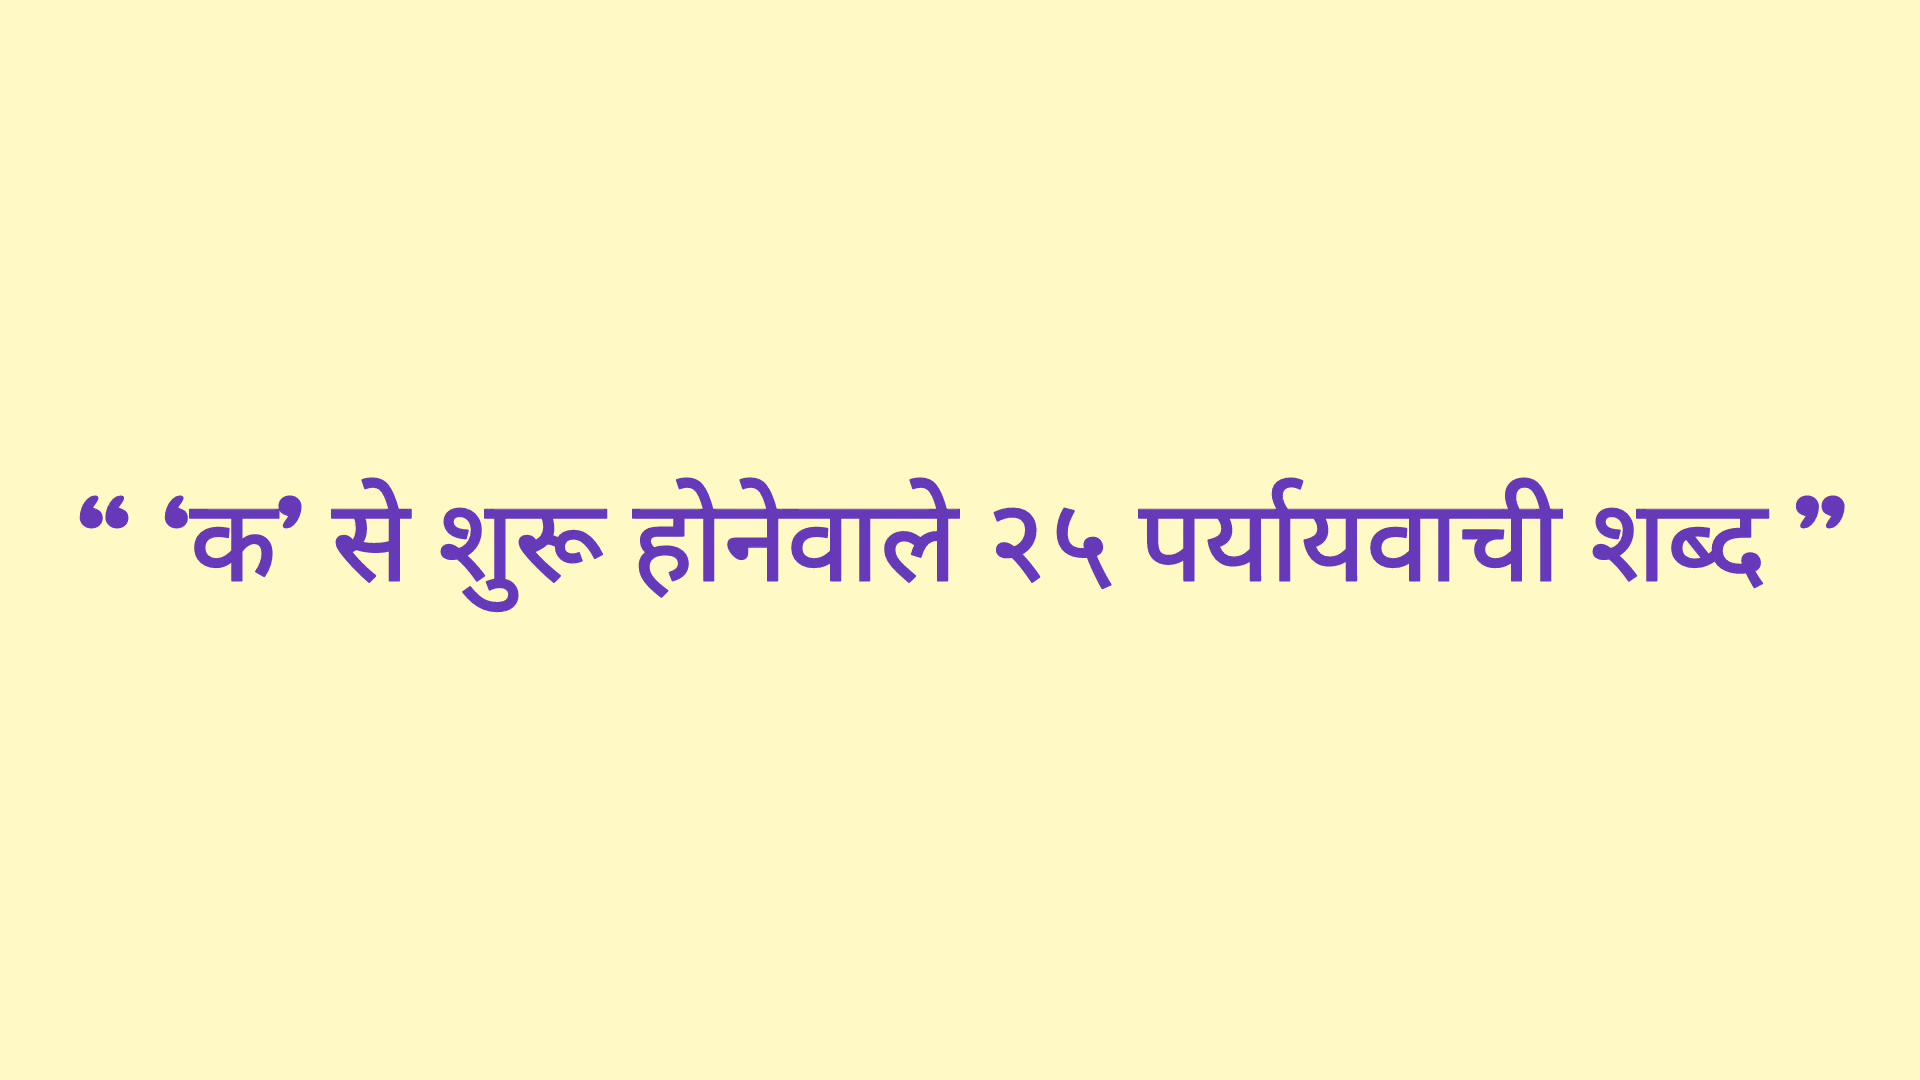 “ ‘क’ से शुरू होनेवाले २५ पर्यायवाची शब्द ”